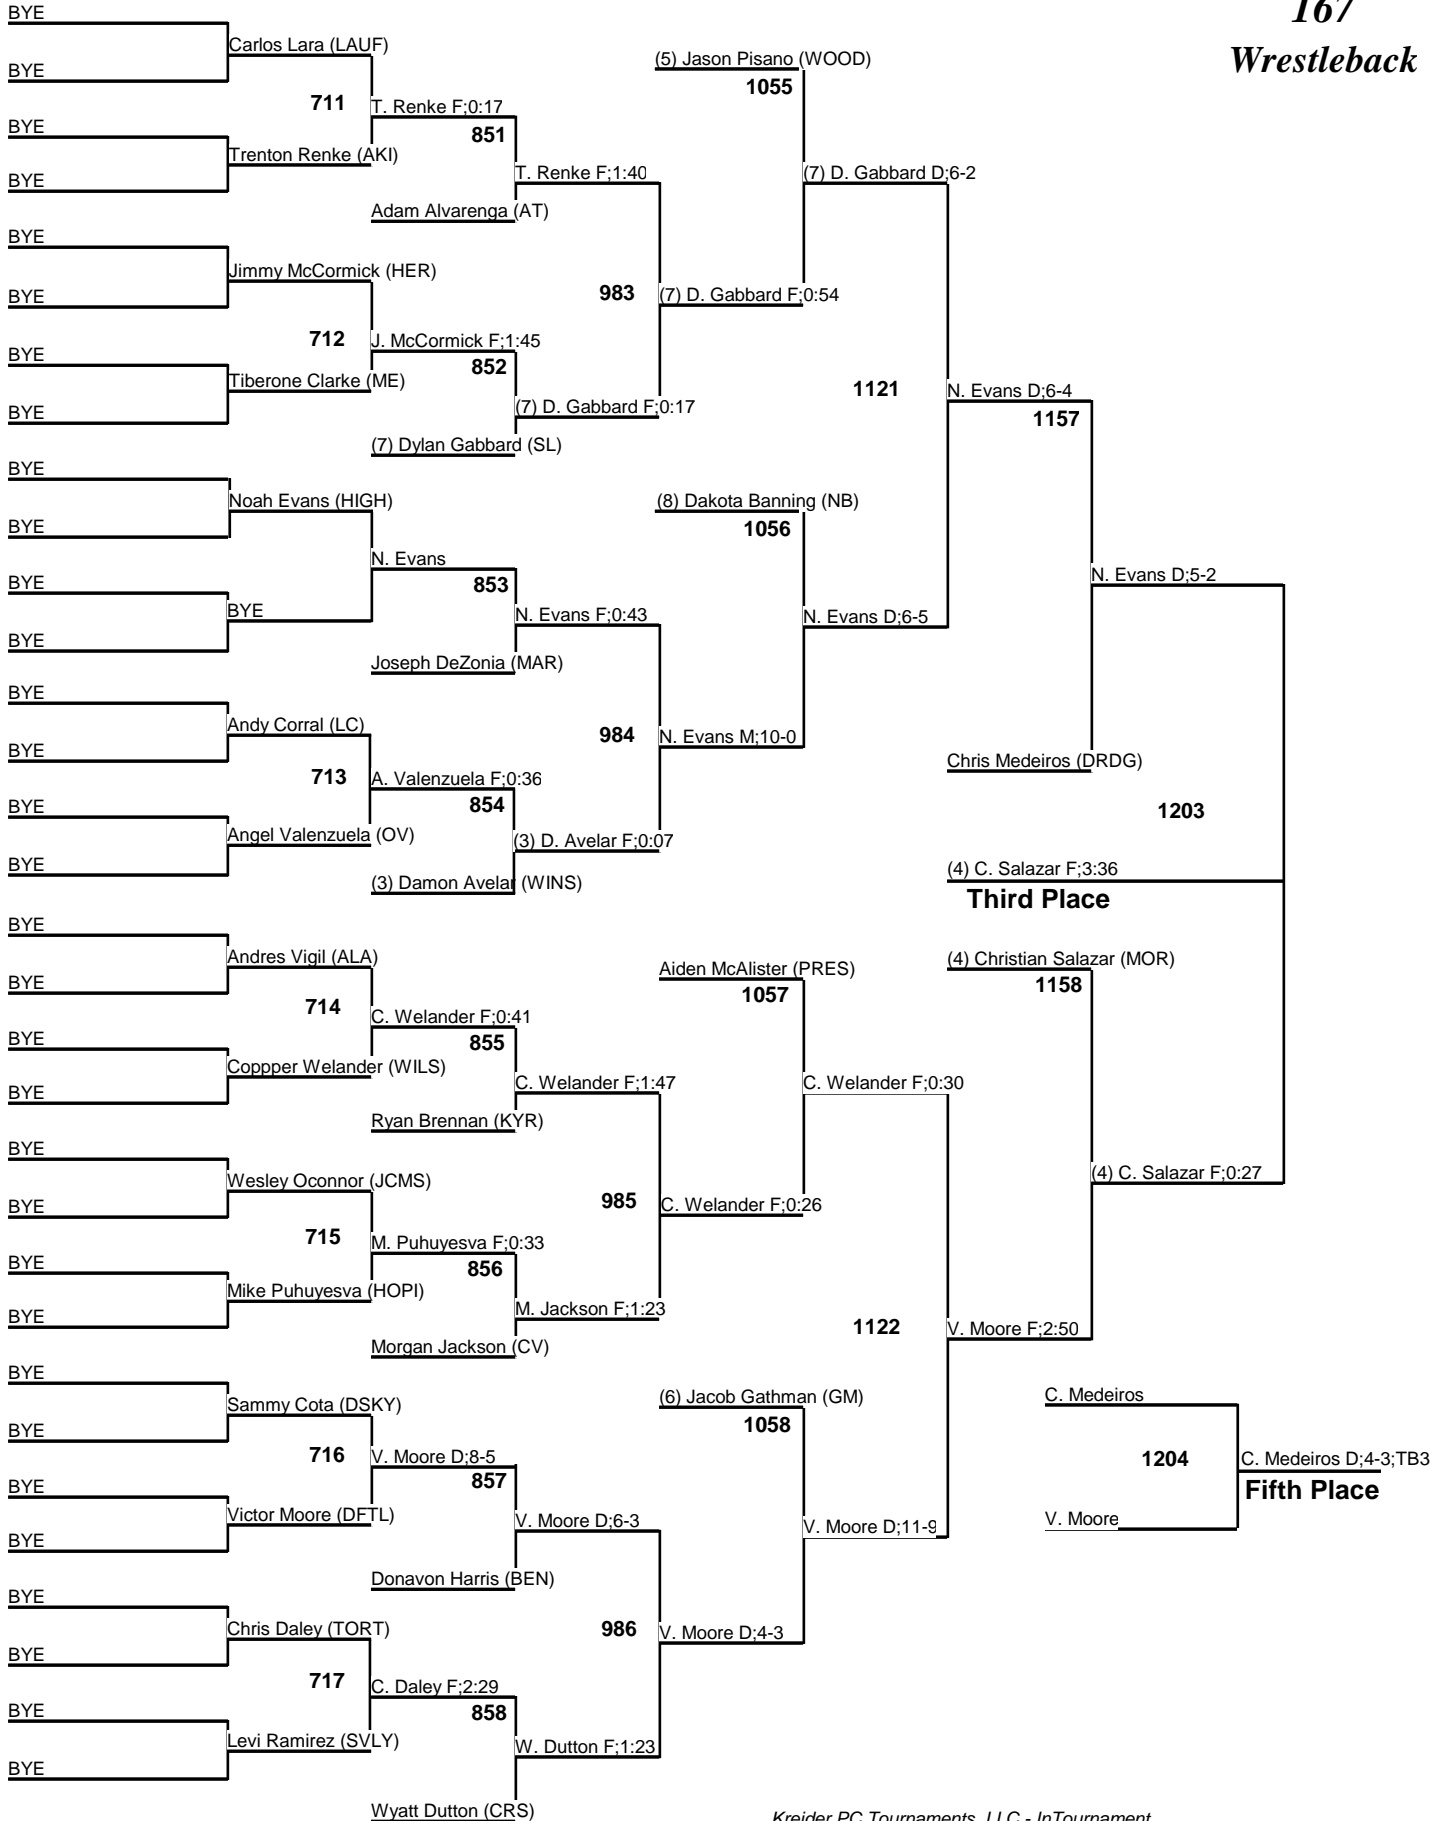 BYE
167
Carlos Lara (LAUF)
Wrestleback
(5) Jason Pisano (WOOD)
BYE
1055
711
T. Renke F;0:17
BYE
851
Trenton Renke (AKI)
T. Renke F;1:40
(7) D. Gabbard D;6-2
BYE
Adam Alvarenga (AT)
BYE
Jimmy McCormick (HER)
983
(7) D. Gabbard F;0:54
BYE
712
J. McCormick F;1:45
BYE
852
Tiberone Clarke (ME)
1121
N. Evans D;6-4
BYE
(7) D. Gabbard F;0:17
1157
(7) Dylan Gabbard (SL)
BYE
Noah Evans (HIGH)
(8) Dakota Banning (NB)
BYE
1056
N. Evans
N. Evans D;5-2
BYE
853
BYE
N. Evans F;0:43
N. Evans D;6-5
BYE
Joseph DeZonia (MAR)
BYE
Andy Corral (LC)
984
N. Evans M;10-0
BYE
Chris Medeiros (DRDG)
713
A. Valenzuela F;0:36
BYE
854
1203
Angel Valenzuela (OV)
(3) D. Avelar F;0:07
BYE
(4) C. Salazar F;3:36
(3) Damon Avelar (WINS)
Third Place
BYE
Andres Vigil (ALA)
Aiden McAlister (PRES)
(4) Christian Salazar (MOR)
BYE
1057
1158
714
C. Welander F;0:41
BYE
855
Coppper Welander (WILS)
C. Welander F;1:47
C. Welander F;0:30
BYE
Ryan Brennan (KYR)
BYE
Wesley Oconnor (JCMS)
(4) C. Salazar F;0:27
985
C. Welander F;0:26
BYE
715
M. Puhuyesva F;0:33
BYE
856
Mike Puhuyesva (HOPI)
M. Jackson F;1:23
BYE
1122
V. Moore F;2:50
Morgan Jackson (CV)
BYE
Sammy Cota (DSKY)
(6) Jacob Gathman (GM)
C. Medeiros
BYE
1058
716
V. Moore D;8-5
1204
C. Medeiros D;4-3;TB3
BYE
857
Fifth Place
Victor Moore (DFTL)
V. Moore D;6-3
V. Moore D;11-9
V. Moore
BYE
Donavon Harris (BEN)
BYE
Chris Daley (TORT)
986
V. Moore D;4-3
BYE
717
C. Daley F;2:29
BYE
858
Levi Ramirez (SVLY)
W. Dutton F;1:23
BYE
Wyatt Dutton (CRS)
Kreider PC Tournaments, LLC - InTournament